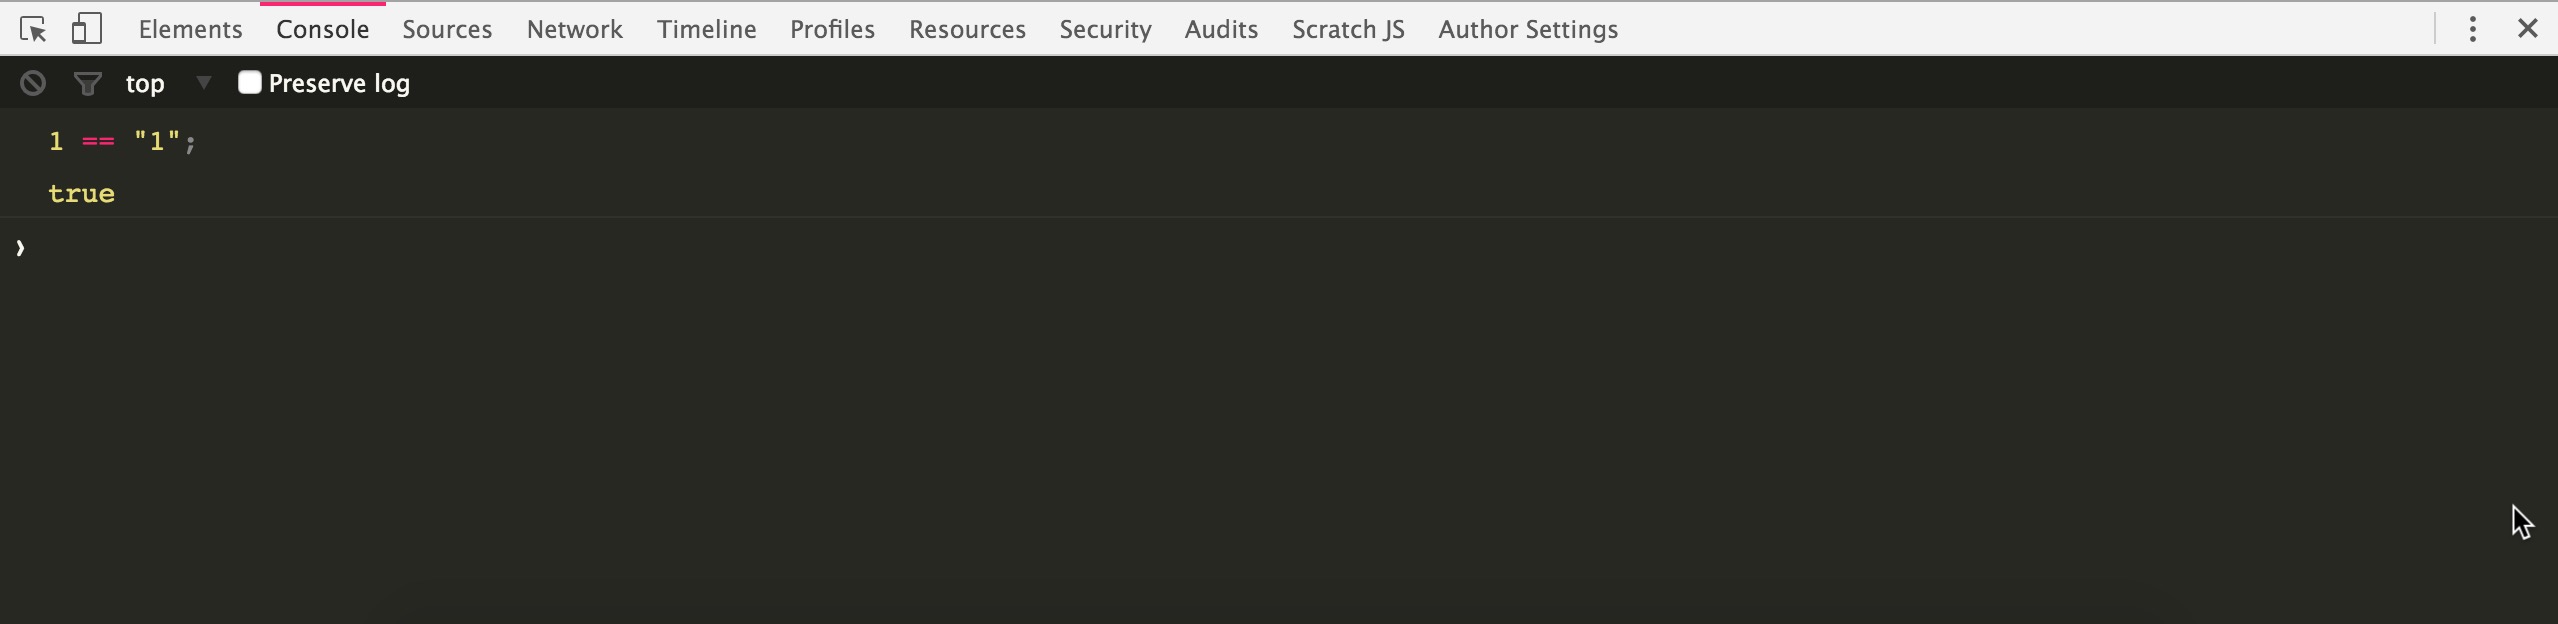 Elements Console Sources Network Timeline Profiles Resources Security Audits Scratch JS Author Settings
top Preserve log
1 == "1";
true